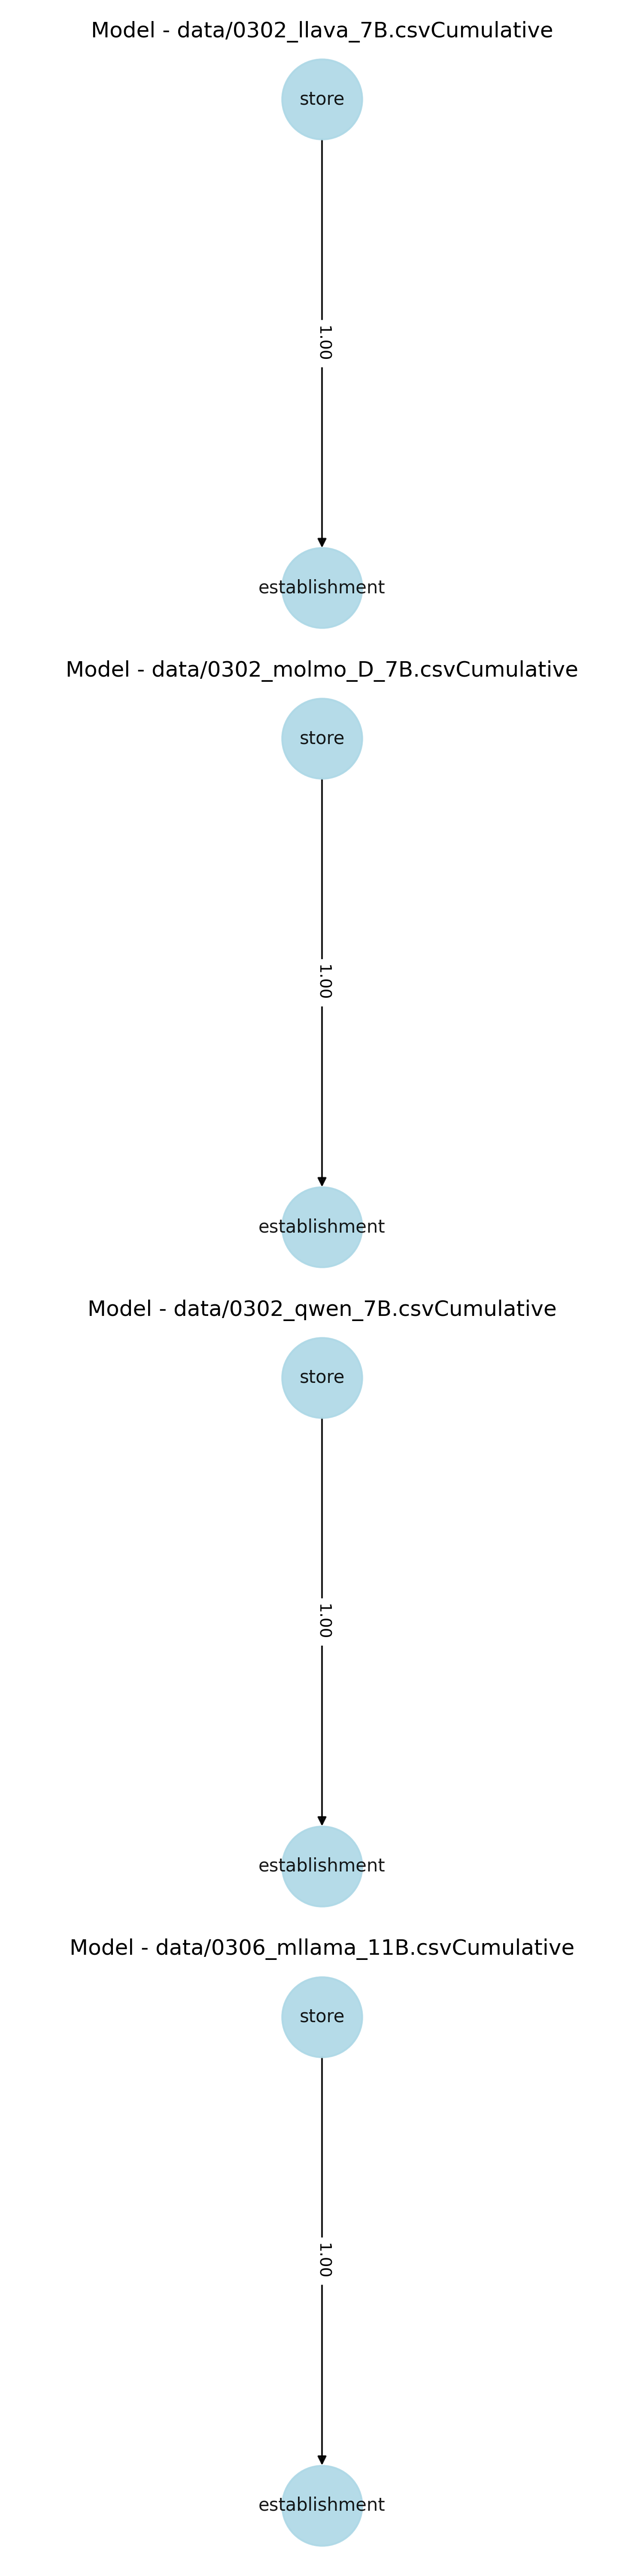 Model - data/0302_llava_7B.csvCumulative
store
1.00
establishment
Model - data/0302_molmo_D_7B.csvCumulative
store
1.00
establishment
Model - data/0302_qwen_7B.csvCumulative
store
1.00
establishment
Model - data/0306_mllama_11B.csvCumulative
store
1.00
establishment